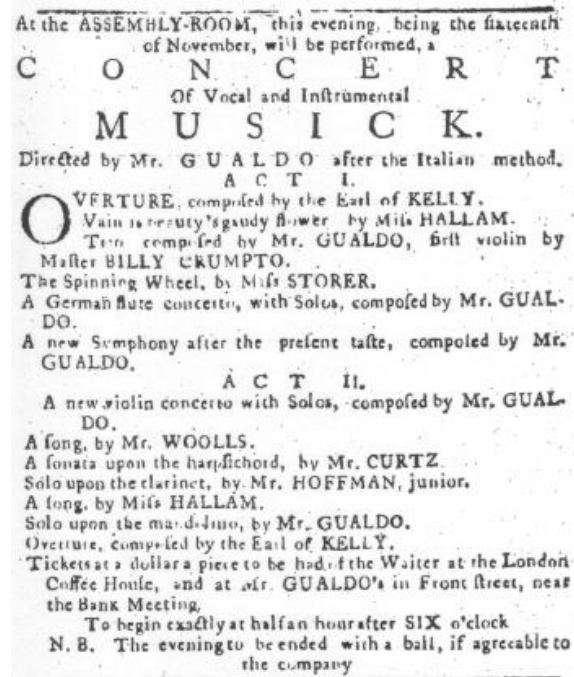 At the ASSEMBLY-ROOM, this evening, being the ſixteenth
of November, will be performed, a
C O N C E R T
Of Vocal and Inſtrumental
M U S I C K.
Directed by Mr. GUALDO after the Italian method.
A C T I.
OVERTURE, compoſed by the Earl of KELLY.
Vain is beauty's gaudy flower by Miſs HALLAM.
Trio compoſed by Mr. GUALDO, firſt violin by
Maſter BILLY CRUMPTO.
The Spinning Wheel, by Miſs STORER.
A German flute concerto, with Solos, compoſed by Mr. GUAL-
DO.
A new Symphony after the preſent taſte, compoſed by Mr.
GUALDO.
A C T II.
A new violin concerto with Solos, compoſed by Mr. GUAL-
DO.
A ſong, by Mr. WOOLLS.
A ſonata upon the harpſichord, by Mr. CURTZ
Solo upon the clarinet, by Mr. HOFFMAN, junior.
A ſong, by Miſs HALLAM.
Solo upon the mandolino, by Mr. GUALDO.
Overture, compoſed by the Earl of KELLY.
Tickets at a dollar a piece to be had of the Waiter at the London
Coffee Houſe, and at Mr. GUALDO's in Front ſtreet, near
the Bank Meeting,
To begin exactly at half an hour after SIX o'clock
N. B. The evening to be ended with a ball, if agreeable to
the company